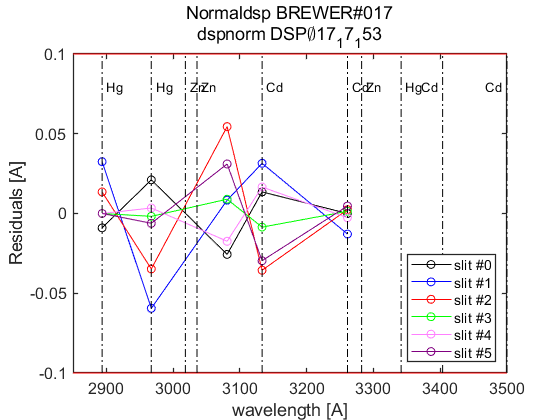 Normaldsp BREWER#017
dspnorm DSP∅17₁7₁53
0.1
0.05
0
-0.05
-0.1
Residuals [A]
Hg
Hg
Zn
Zn
Cd
Cd
Zn
Hg
Cd
Cd
slit #0
slit #1
slit #2
slit #3
slit #4
slit #5
2900
3000
3100
3200
3300
3400
3500
wavelength [A]